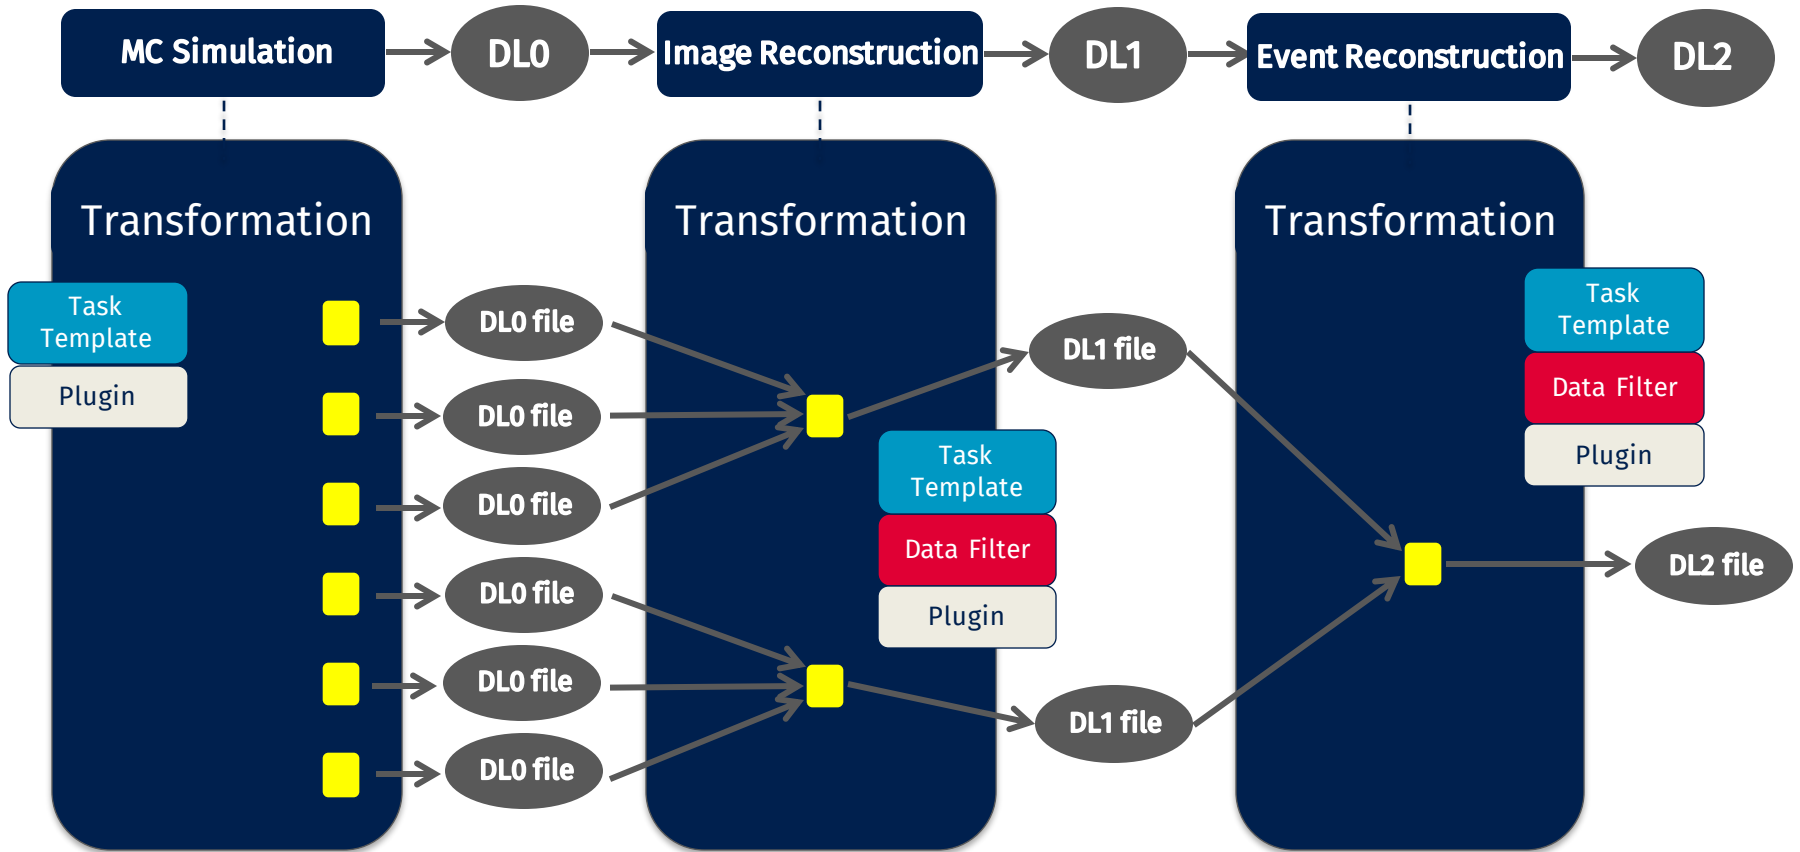 MC Simulation
DL0
Image Reconstruction
DL1
Event Reconstruction
DL2
Transformation
Task
Template
Plugin
DL0 file
DL0 file
DL0 file
DL0 file
DL0 file
DL0 file
Transformation
Task
Template
Data Filter
Plugin
DL1 file
DL1 file
Transformation
Task
Template
Data Filter
Plugin
DL2 file